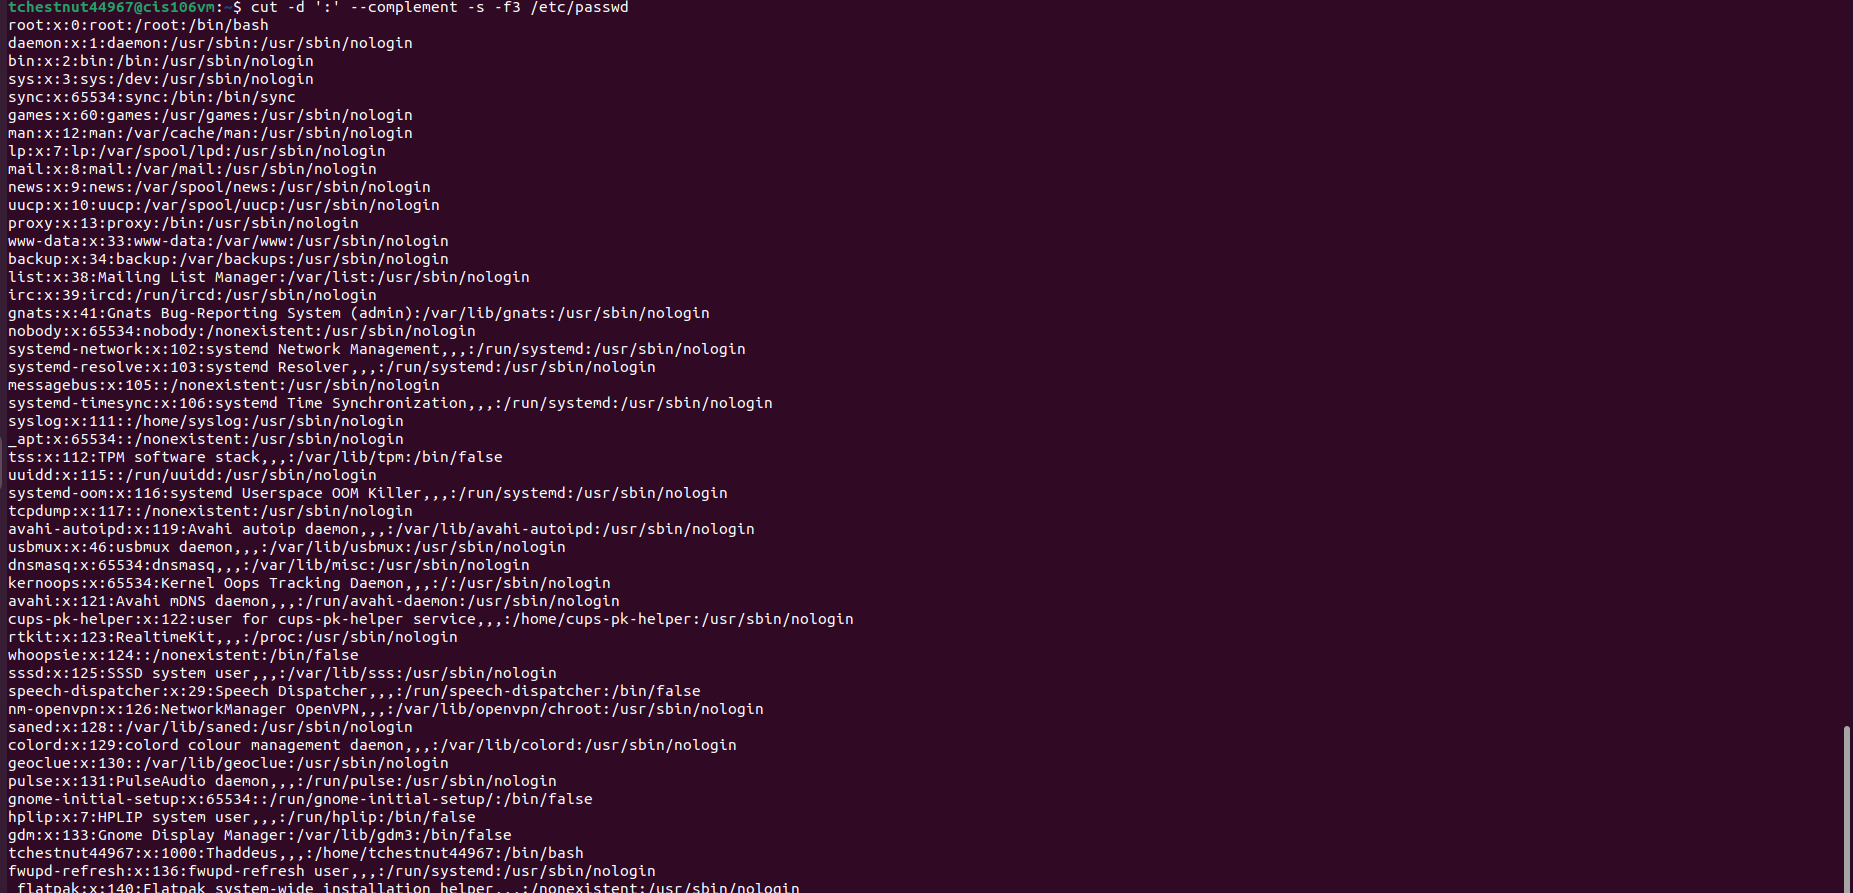 tchestnut44967@cis106vm:~$ cut -d ':' --complement -s -f3 /etc/passwd
root:x:0:root:/root:/bin/bash
daemon:x:1:daemon:/usr/sbin:/usr/sbin/nologin
bin:x:2:bin:/bin:/usr/sbin/nologin
sys:x:3:sys:/dev:/usr/sbin/nologin
sync:x:65534:sync:/bin:/bin/sync
games:x:60:games:/usr/games:/usr/sbin/nologin
man:x:12:man:/var/cache/man:/usr/sbin/nologin
lp:x:7:lp:/var/spool/lpd:/usr/sbin/nologin
mail:x:8:mail:/var/mail:/usr/sbin/nologin
news:x:9:news:/var/spool/news:/usr/sbin/nologin
uucp:x:10:uucp:/var/spool/uucp:/usr/sbin/nologin
proxy:x:13:proxy:/bin:/usr/sbin/nologin
www-data:x:33:www-data:/var/www:/usr/sbin/nologin
backup:x:34:backup:/var/backups:/usr/sbin/nologin
list:x:38:Mailing List Manager:/var/list:/usr/sbin/nologin
irc:x:39:ircd:/run/ircd:/usr/sbin/nologin
gnats:x:41:Gnats Bug-Reporting System (admin):/var/lib/gnats:/usr/sbin/nologin
nobody:x:65534:nobody:/nonexistent:/usr/sbin/nologin
systemd-network:x:102:systemd Network Management,,,:/run/systemd:/usr/sbin/nologin
systemd-resolve:x:103:systemd Resolver,,,:/run/systemd:/usr/sbin/nologin
messagebus:x:105::/nonexistent:/usr/sbin/nologin
systemd-timesync:x:106:systemd Time Synchronization,,,:/run/systemd:/usr/sbin/nologin
syslog:x:111::/home/syslog:/usr/sbin/nologin
_apt:x:65534::/nonexistent:/usr/sbin/nologin
tss:x:112:TPM software stack,,,:/var/lib/tpm:/bin/false
uuidd:x:115::/run/uuidd:/usr/sbin/nologin
systemd-oom:x:116:systemd Userspace OOM Killer,,,:/run/systemd:/usr/sbin/nologin
tcpdump:x:117::/nonexistent:/usr/sbin/nologin
avahi-autoipd:x:119:Avahi autoip daemon,,,:/var/lib/avahi-autoipd:/usr/sbin/nologin
usbmux:x:46:usbmux daemon,,,:/var/lib/usbmux:/usr/sbin/nologin
dnsmasq:x:65534:dnsmasq,,,:/var/lib/misc:/usr/sbin/nologin
kernoops:x:65534:Kernel Oops Tracking Daemon,,,:/:/usr/sbin/nologin
avahi:x:121:Avahi mDNS daemon,,,:/run/avahi-daemon:/usr/sbin/nologin
cups-pk-helper:x:122:user for cups-pk-helper service,,,:/home/cups-pk-helper:/usr/sbin/nologin
rtkit:x:123:RealtimeKit,,,:/proc:/usr/sbin/nologin
whoopsie:x:124::/nonexistent:/bin/false
sssd:x:125:SSSD system user,,,:/var/lib/sss:/usr/sbin/nologin
speech-dispatcher:x:29:Speech Dispatcher,,,:/run/speech-dispatcher:/bin/false
nm-openvpn:x:126:NetworkManager OpenVPN,,,:/var/lib/openvpn/chroot:/usr/sbin/nologin
saned:x:128::/var/lib/saned:/usr/sbin/nologin
colord:x:129:colord colour management daemon,,,:/var/lib/colord:/usr/sbin/nologin
geoclue:x:130::/var/lib/geoclue:/usr/sbin/nologin
pulse:x:131:PulseAudio daemon,,,:/run/pulse:/usr/sbin/nologin
gnome-initial-setup:x:65534::/run/gnome-initial-setup/:/bin/false
hplip:x:7:HPLIP system user,,,:/run/hplip:/bin/false
gdm:x:133:Gnome Display Manager:/var/lib/gdm3:/bin/false
tchestnut44967:x:1000:Thaddeus,,,:/home/tchestnut44967:/bin/bash
fwupd-refresh:x:136:fwupd-refresh user,,,:/run/systemd:/usr/sbin/nologin
_flatpak:x:140:Flatpak system-wide installation helper,,,:/nonexistent:/usr/sbin/nologin